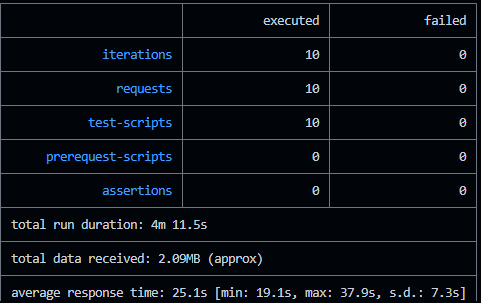 executed failed
iterations 10 0
requests 10 0
test-scripts 10 0
prerequest-scripts 0 0
assertions 0 0
total run duration: 4m 11.5s
total data received: 2.09MB (approx)
average response time: 25.1s [min: 19.1s, max: 37.9s, s.d.: 7.3s]